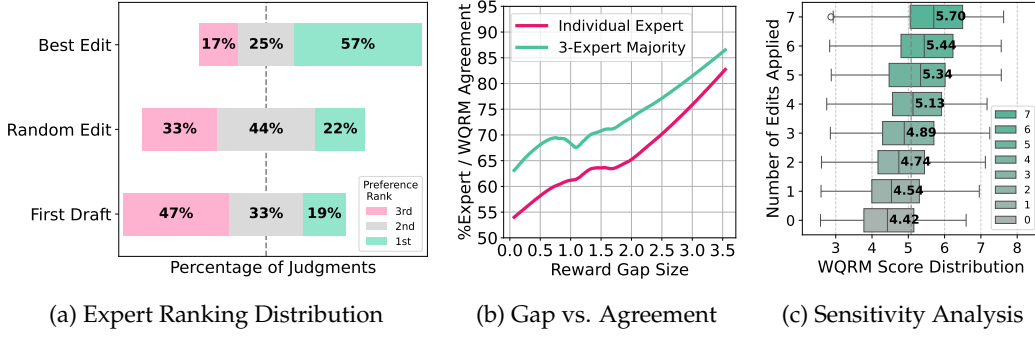 Best Edit
17% 25% 57%
Random Edit
33% 44% 22%
First Draft
47% 33% 19%
Preference
Rank
3rd
2nd
1st
Percentage of Judgments
(a) Expert Ranking Distribution
%Expert / WQRM Agreement
95
90
85
80
75
70
65
60
55
50
Individual Expert
3-Expert Majority
0.0 0.5 1.0 1.5 2.0 2.5 3.0 3.5
Reward Gap Size
(b) Gap vs. Agreement
Number of Edits Applied
7 5.70
6 5.44
5 5.34
4 5.13
3 4.89
2 4.74
1 4.54
0 4.42
7
6
5
4
3
2
1
0
3 4 5 6 7 8
WQRM Score Distribution
(c) Sensitivity Analysis